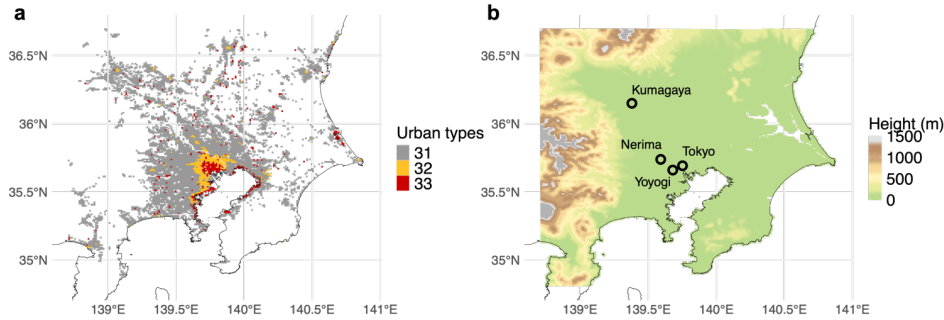 a
36.5°N
36°N
35.5°N
35°N
139°E
139.5°E
140°E
140.5°E
141°E
Urban types
31
32
33
b
36.5°N
36°N
35.5°N
35°N
139°E
139.5°E
140°E
140.5°E
141°E
Kumagaya
Nerima
Tokyo
Yoyogi
Height (m)
1500
1000
500
0